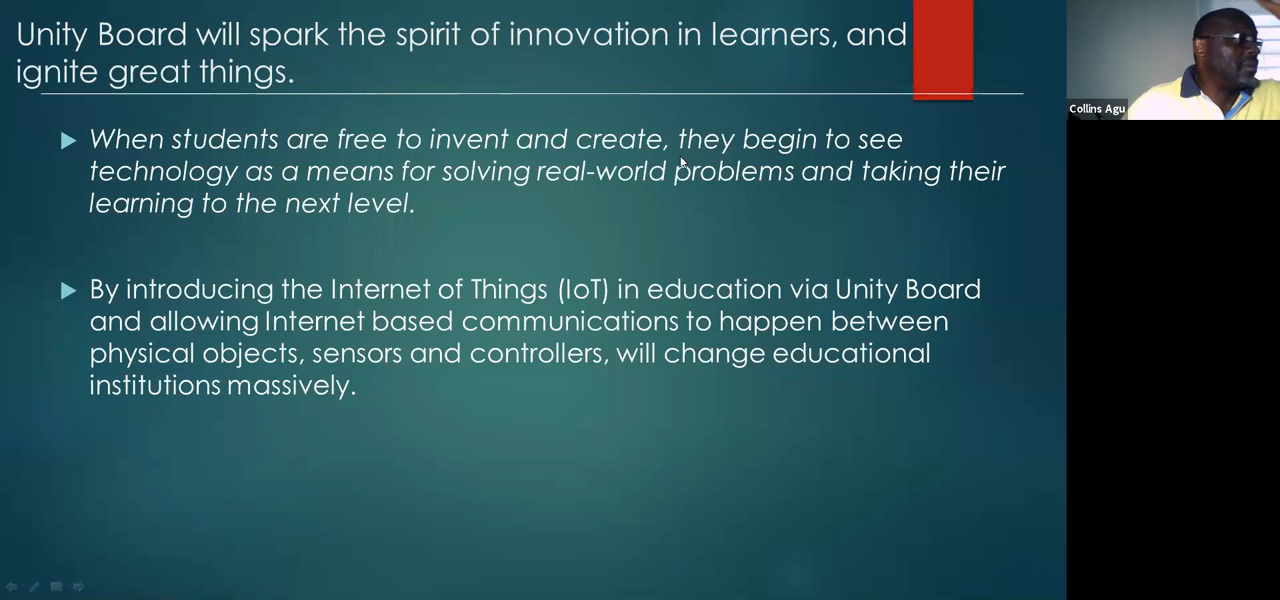 Unity Board will spark the spirit of innovation in learners, and
ignite great things.
When students are free to invent and create, they begin to see
technology as a means for solving real-world problems and taking their
learning to the next level.
By introducing the Internet of Things (IoT) in education via Unity Board
and allowing Internet based communications to happen between
physical objects, sensors and controllers, will change educational
institutions massively.
Collins Agu